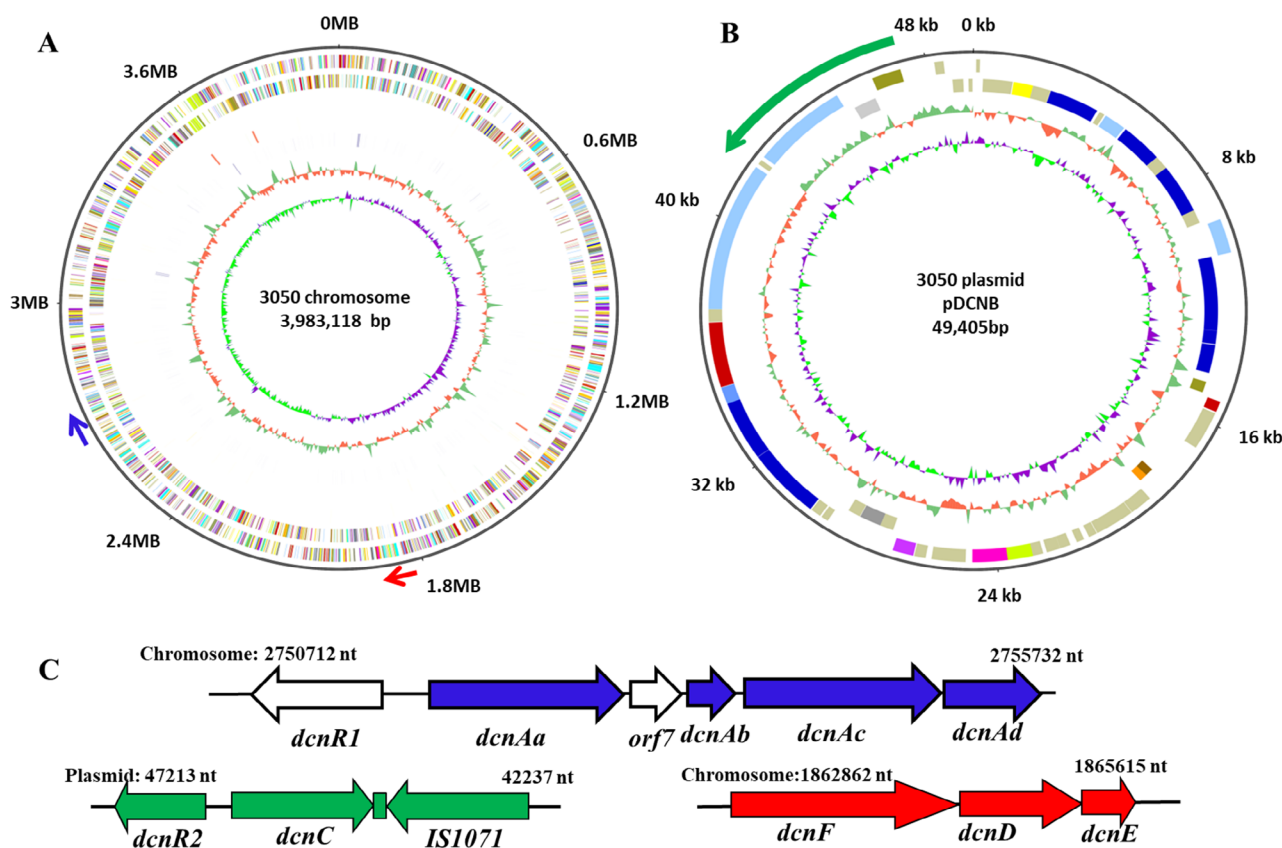 A
0MB
0.6MB
1.2MB
1.8MB
2.4MB
3MB
3.6MB
3050 chromosome
3,983,118 bp
B
0 kb
8 kb
16 kb
24 kb
32 kb
40 kb
48 kb
3050 plasmid
pDCNB
49,405bp
C
Chromosome: 2750712 nt
2755732 nt
dcnR1
dcnAa
orf7
dcnAb
dcnAc
dcnAd
Plasmid: 47213 nt
42237 nt
dcnR2
dcnC
IS1071
Chromosome:1862862 nt
1865615 nt
dcnF
dcnD
dcnE